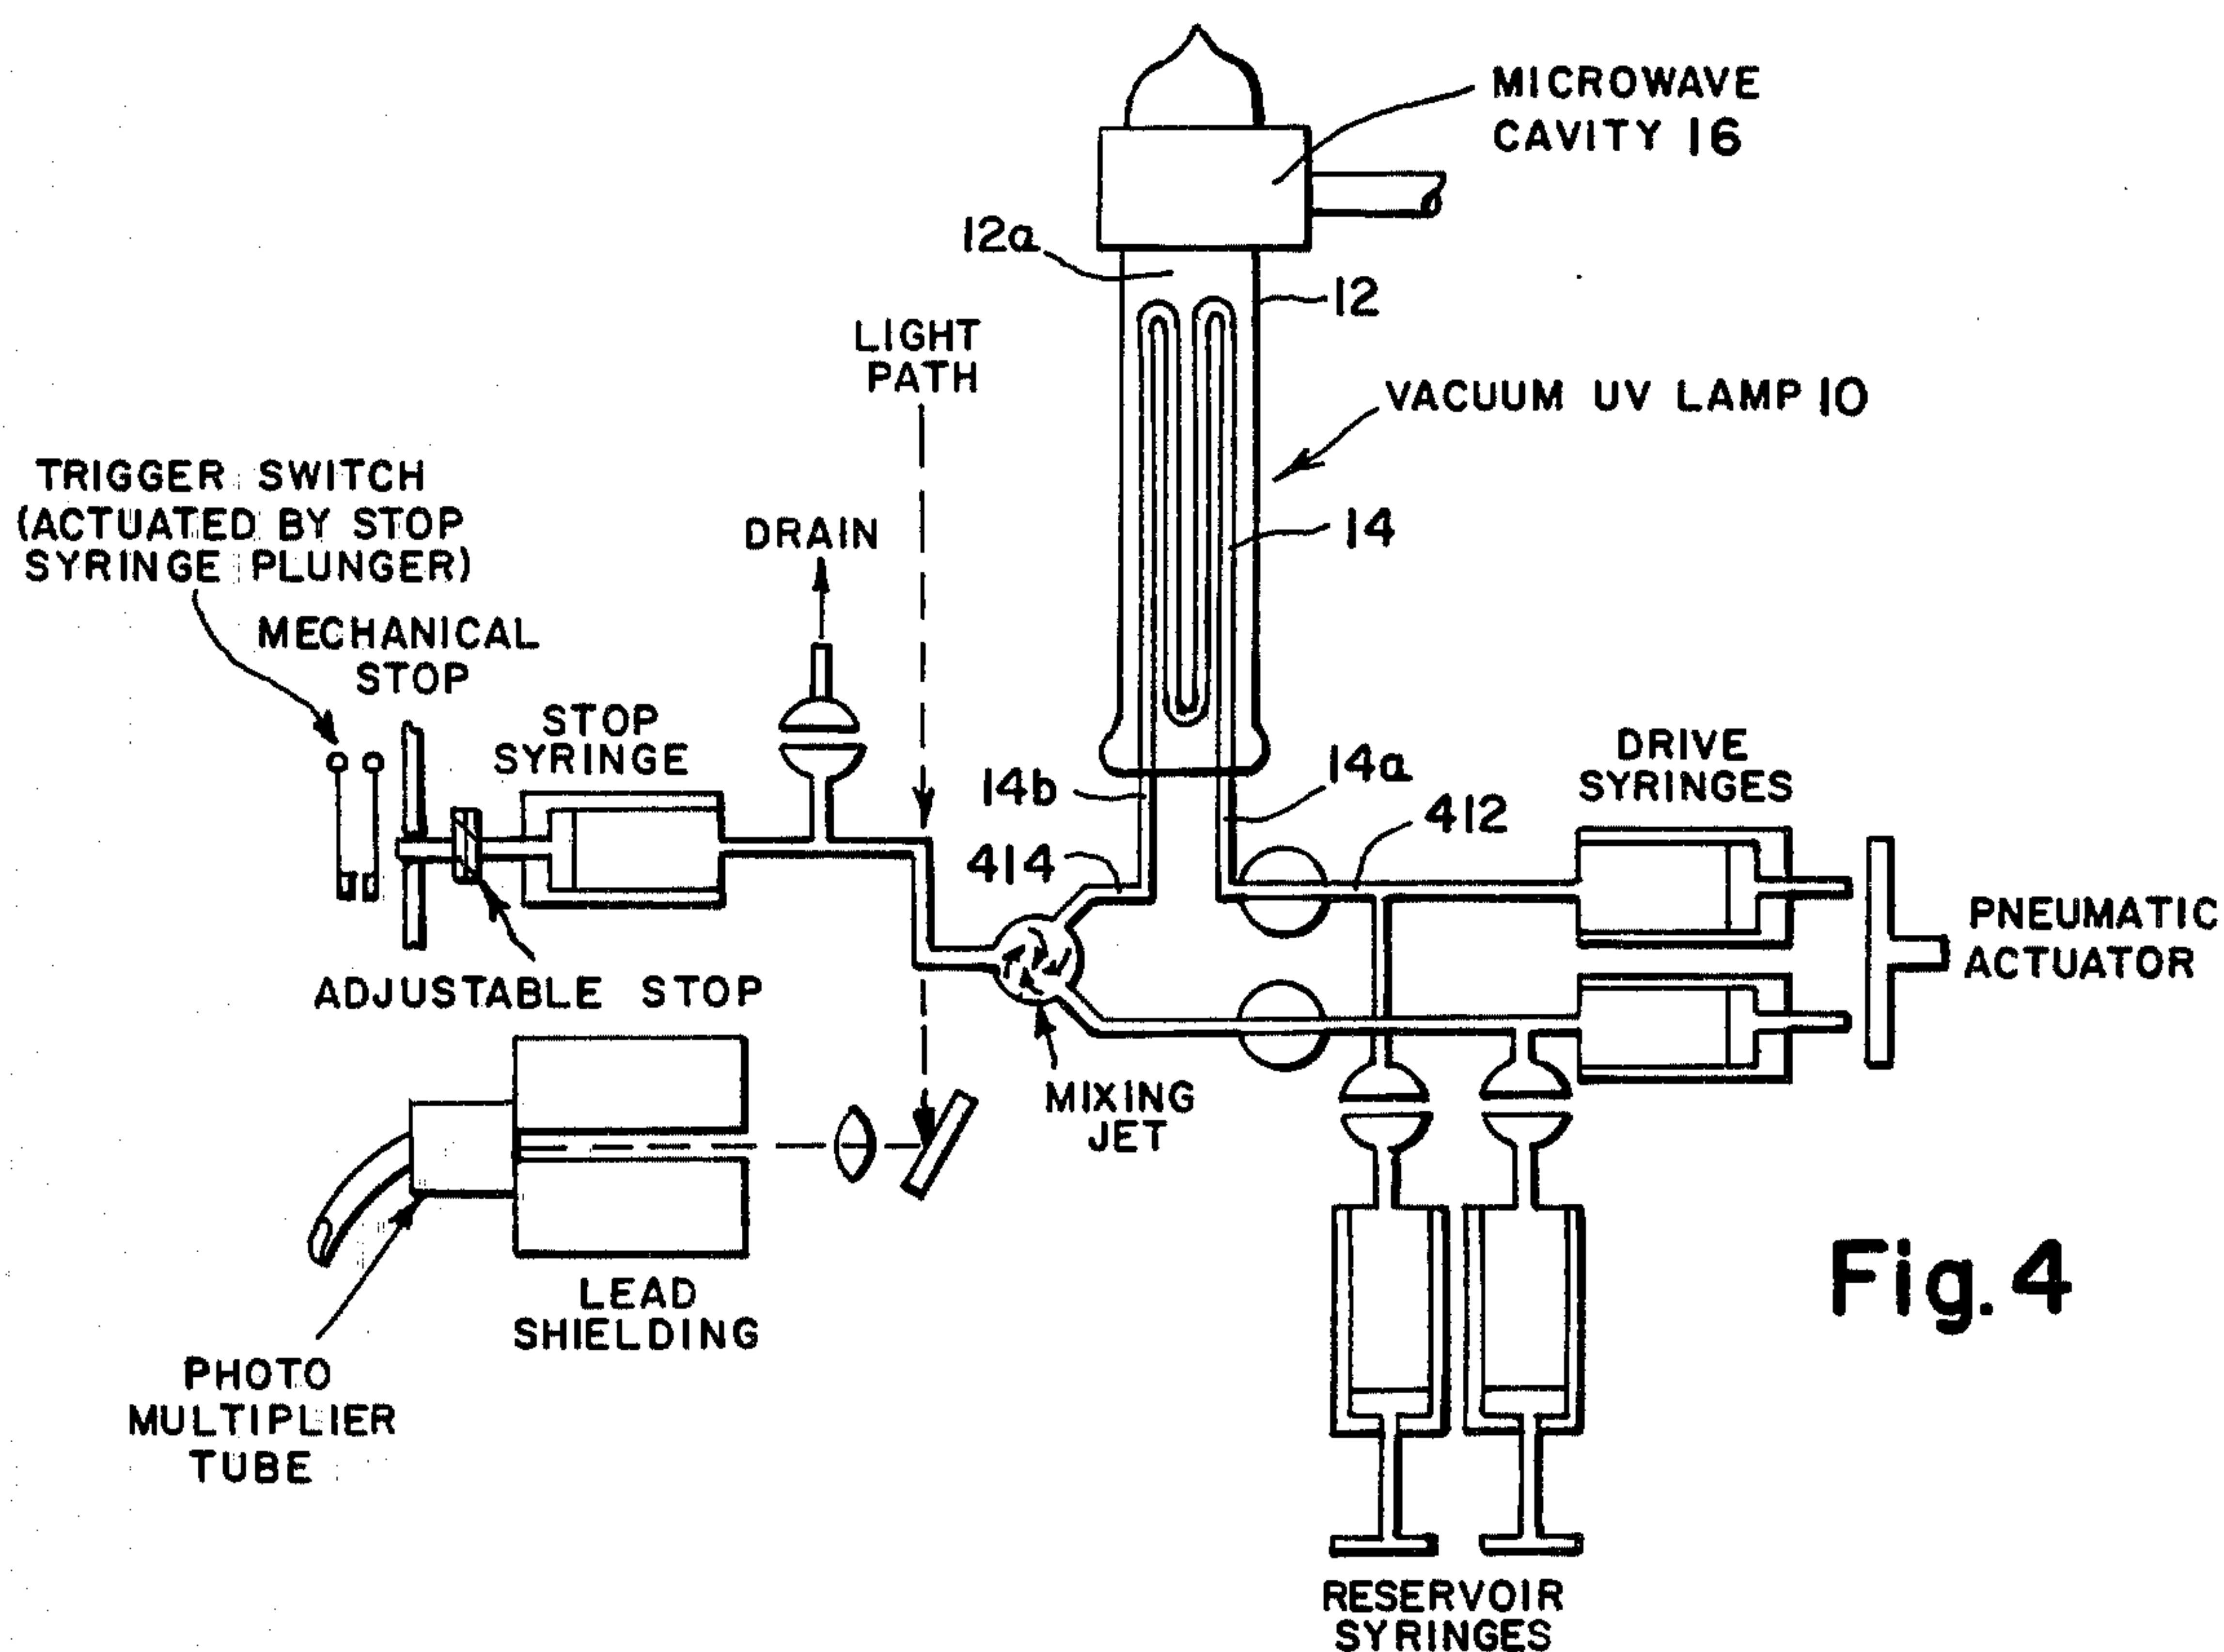 MICROWAVE
CAVITY 16
12a
12
LIGHT
PATH
VACUUM UV LAMP 10
TRIGGER SWITCH
(ACTUATED BY STOP
SYRINGE PLUNGER)
DRAIN
14
MECHANICAL
STOP
STOP
SYRINGE
14b
14a
DRIVE
SYRINGES
412
414
PNEUMATIC
ACTUATOR
ADJUSTABLE STOP
MIXING
JET
LEAD
SHIELDING
Fig. 4
PHOTO
MULTIPLIER
TUBE
RESERVOIR
SYRINGES